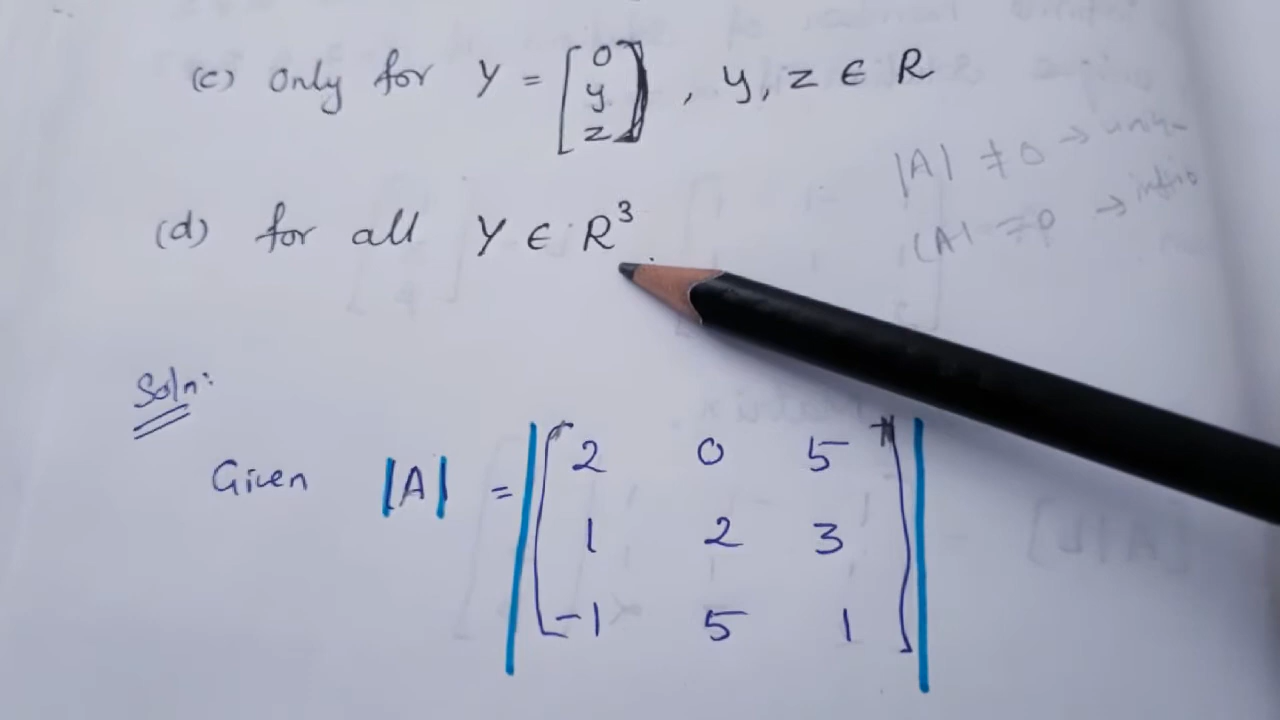 (c) only for Y = [0 y z], y, z ∈ R
|A| ≠ 0 →
|A| = 0 →
(d) for all Y ∈ R³.
Soln:
Given |A| = |[2 0 5
1 2 3
-1 5 1]|